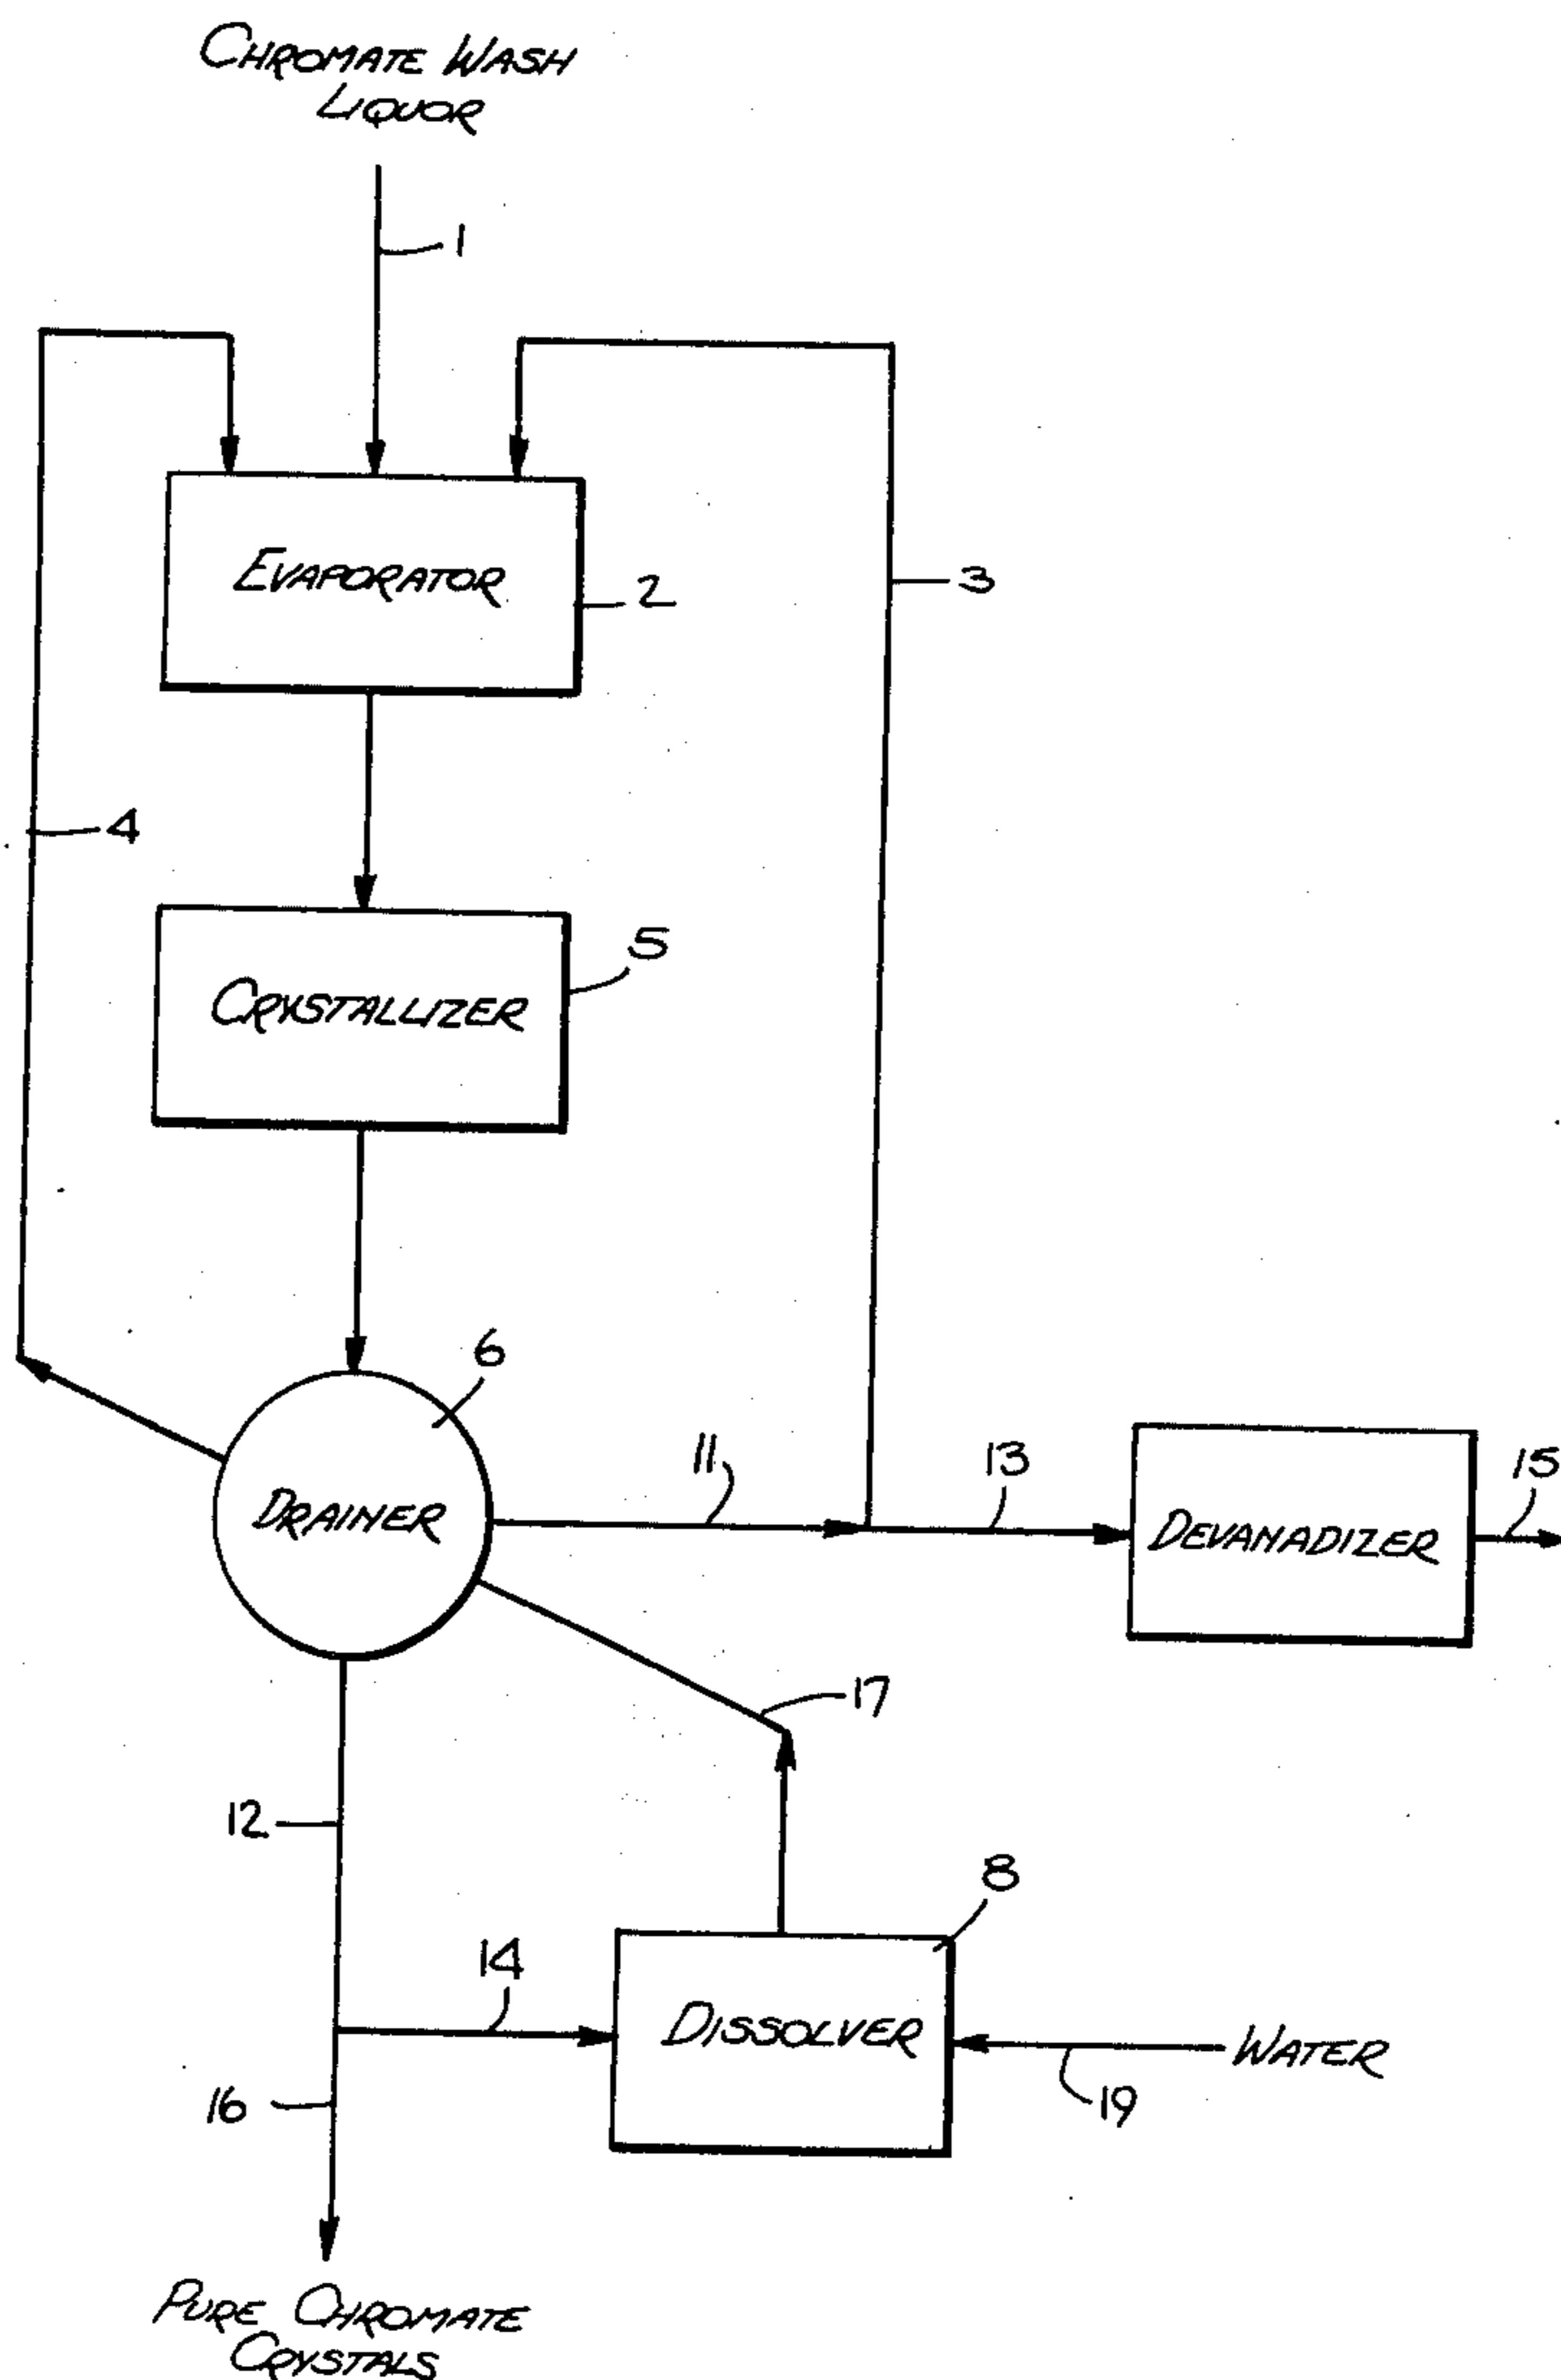 CHROMATE WASH
LIQUOR
1
EVAPORATOR
2
3
4
CRYSTALLIZER
5
6
DRAINER
11
13
DEVANADIZER
15
17
12
8
14
DISSOLVER
WATER
19
16
PURE CHROMATE
CRYSTALS